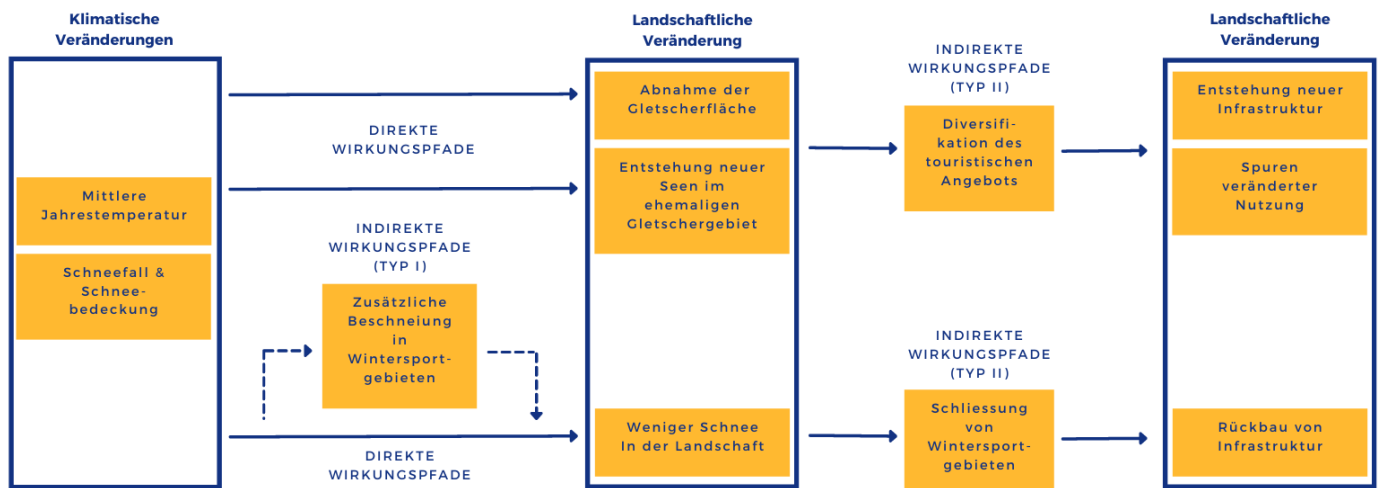 Klimatische
Veränderungen
Mittlere
Jahrestemperatur
Schneefall &
Schnee-
bedeckung
DIREKTE
WIRKUNGSPFADE
INDIREKTE
WIRKUNGSPFADE
(TYP I)
Zusätzliche
Beschneiung
in
Wintersport-
gebieten
DIREKTE
WIRKUNGSPFADE
Landschaftliche
Veränderung
Abnahme der
Gletscherfläche
Entstehung neuer
Seen im
ehemaligen
Gletschergebiet
Weniger Schnee
In der Landschaft
INDIREKTE
WIRKUNGSPFADE
(TYP II)
Diversifi-
kation des
touristischen
Angebots
INDIREKTE
WIRKUNGSPFADE
(TYP II)
Schliessung
von
Wintersport-
gebieten
Landschaftliche
Veränderung
Entstehung neuer
Infrastruktur
Spuren
veränderter
Nutzung
Rückbau von
Infrastruktur